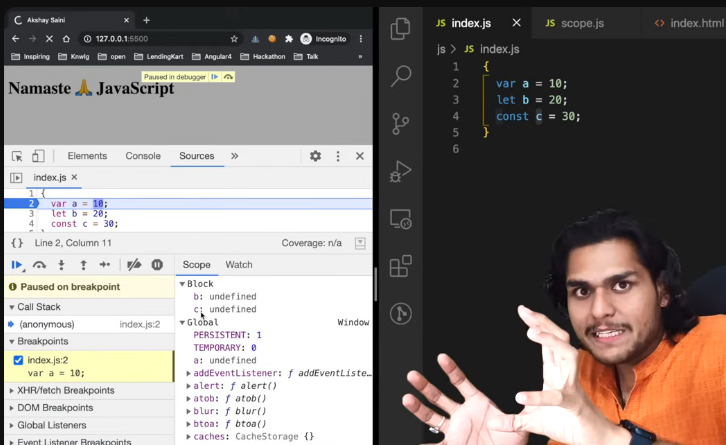 Akshay Saini
127.0.0.1:5500
Incognito
Inspiring Knwlg open LendingKart Angular4 Hackathon Talk »
Paused in debugger
Namaste 🙏 JavaScript
Elements Console Sources »
index.js
1 {
2 var a = 10;
3 let b = 20;
4 const c = 30;
{} Line 2, Column 11 Coverage: n/a
Scope Watch
Paused on breakpoint
Call Stack
(anonymous) index.js:2
Breakpoints
index.js:2
var a = 10;
XHR/fetch Breakpoints
DOM Breakpoints
Global Listeners
Event Listener Breakpoints
Block
b: undefined
c: undefined
Global Window
PERSISTENT: 1
TEMPORARY: 0
a: undefined
addEventListener: ƒ addEventListe…
alert: ƒ alert()
atob: ƒ atob()
blur: ƒ blur()
btoa: ƒ btoa()
caches: CacheStorage {}
JS index.js JS scope.js <> index.html
js > JS index.js
1 {
2 var a = 10;
3 let b = 20;
4 const c = 30;
5 }
6